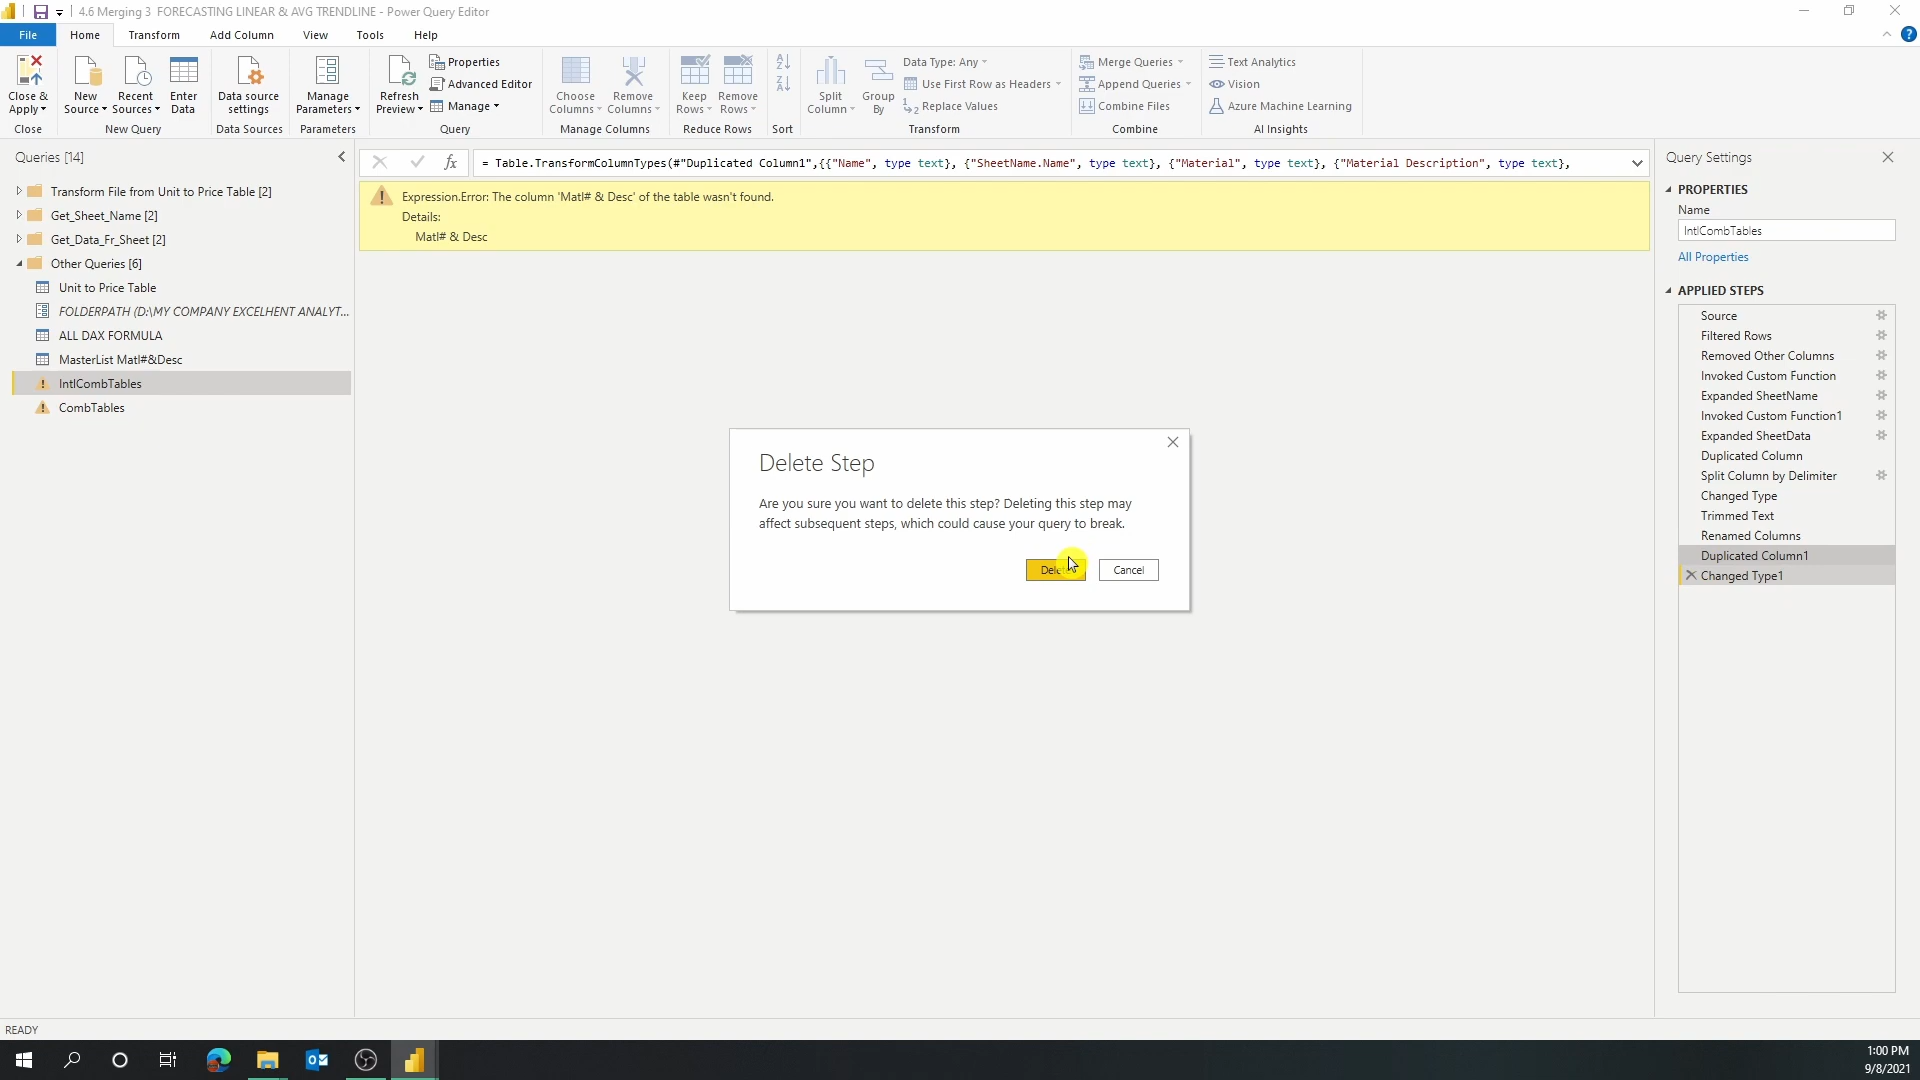 4.6 Merging 3  FORECASTING LINEAR & AVG TRENDLINE - Power Query Editor
File
Home
Transform
Add Column
View
Tools
Help
Close &
Apply
Close
New
Source
Recent
Sources
Enter
Data
New Query
Data source
settings
Data Sources
Manage
Parameters
Parameters
Refresh
Preview
Properties
Advanced Editor
Manage
Query
Choose
Columns
Remove
Columns
Manage Columns
Keep
Rows
Remove
Rows
Reduce Rows
Sort
Split
Column
Group
By
Data Type: Any
Use First Row as Headers
Replace Values
Transform
Merge Queries
Append Queries
Combine Files
Combine
Text Analytics
Vision
Azure Machine Learning
AI Insights
Queries [14]
Transform File from Unit to Price Table [2]
Get_Sheet_Name [2]
Get_Data_Fr_Sheet [2]
Other Queries [6]
Unit to Price Table
FOLDERPATH (D:\MY COMPANY EXCELHENT ANALYT...
ALL DAX FORMULA
MasterList Matl#&Desc
IntlCombTables
CombTables
fx
= Table.TransformColumnTypes(#"Duplicated Column1",{{"Name", type text}, {"SheetName.Name", type text}, {"Material", type text}, {"Material Description", type text},
Expression.Error: The column 'Matl# & Desc' of the table wasn't found.
Details:
Matl# & Desc
Delete Step
Are you sure you want to delete this step? Deleting this step may
affect subsequent steps, which could cause your query to break.
Delete
Cancel
Query Settings
PROPERTIES
Name
IntlCombTables
All Properties
APPLIED STEPS
Source
Filtered Rows
Removed Other Columns
Invoked Custom Function
Expanded SheetName
Invoked Custom Function1
Expanded SheetData
Duplicated Column
Split Column by Delimiter
Changed Type
Trimmed Text
Renamed Columns
Duplicated Column1
Changed Type1
READY
1:00 PM
9/8/2021